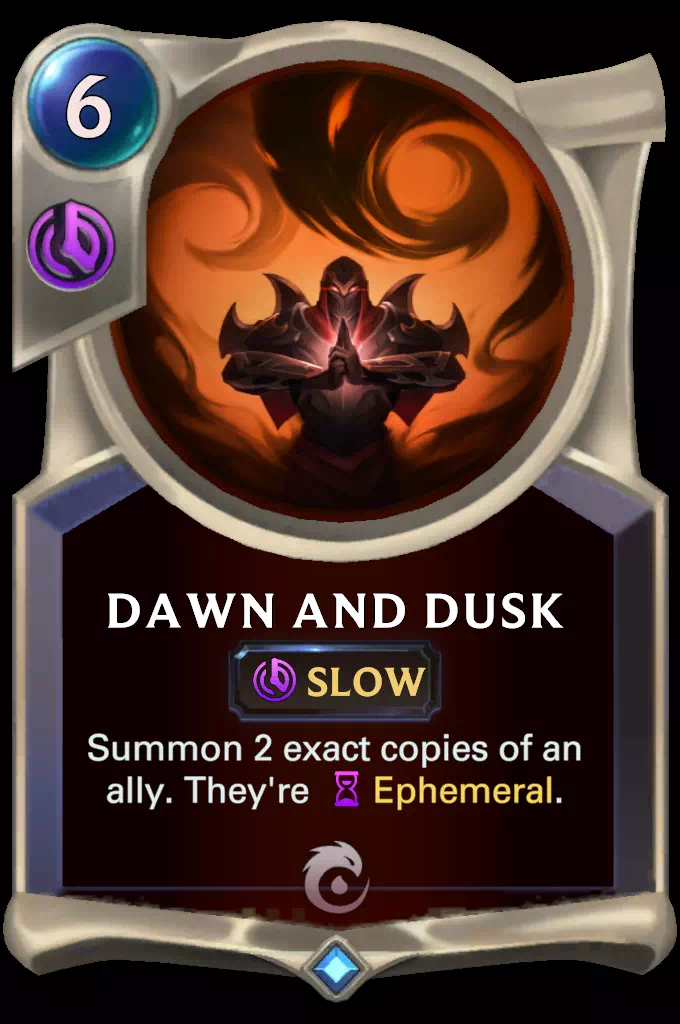 6
DAWN AND DUSK
SLOW
Summon 2 exact copies of an
ally. They're Ephemeral.